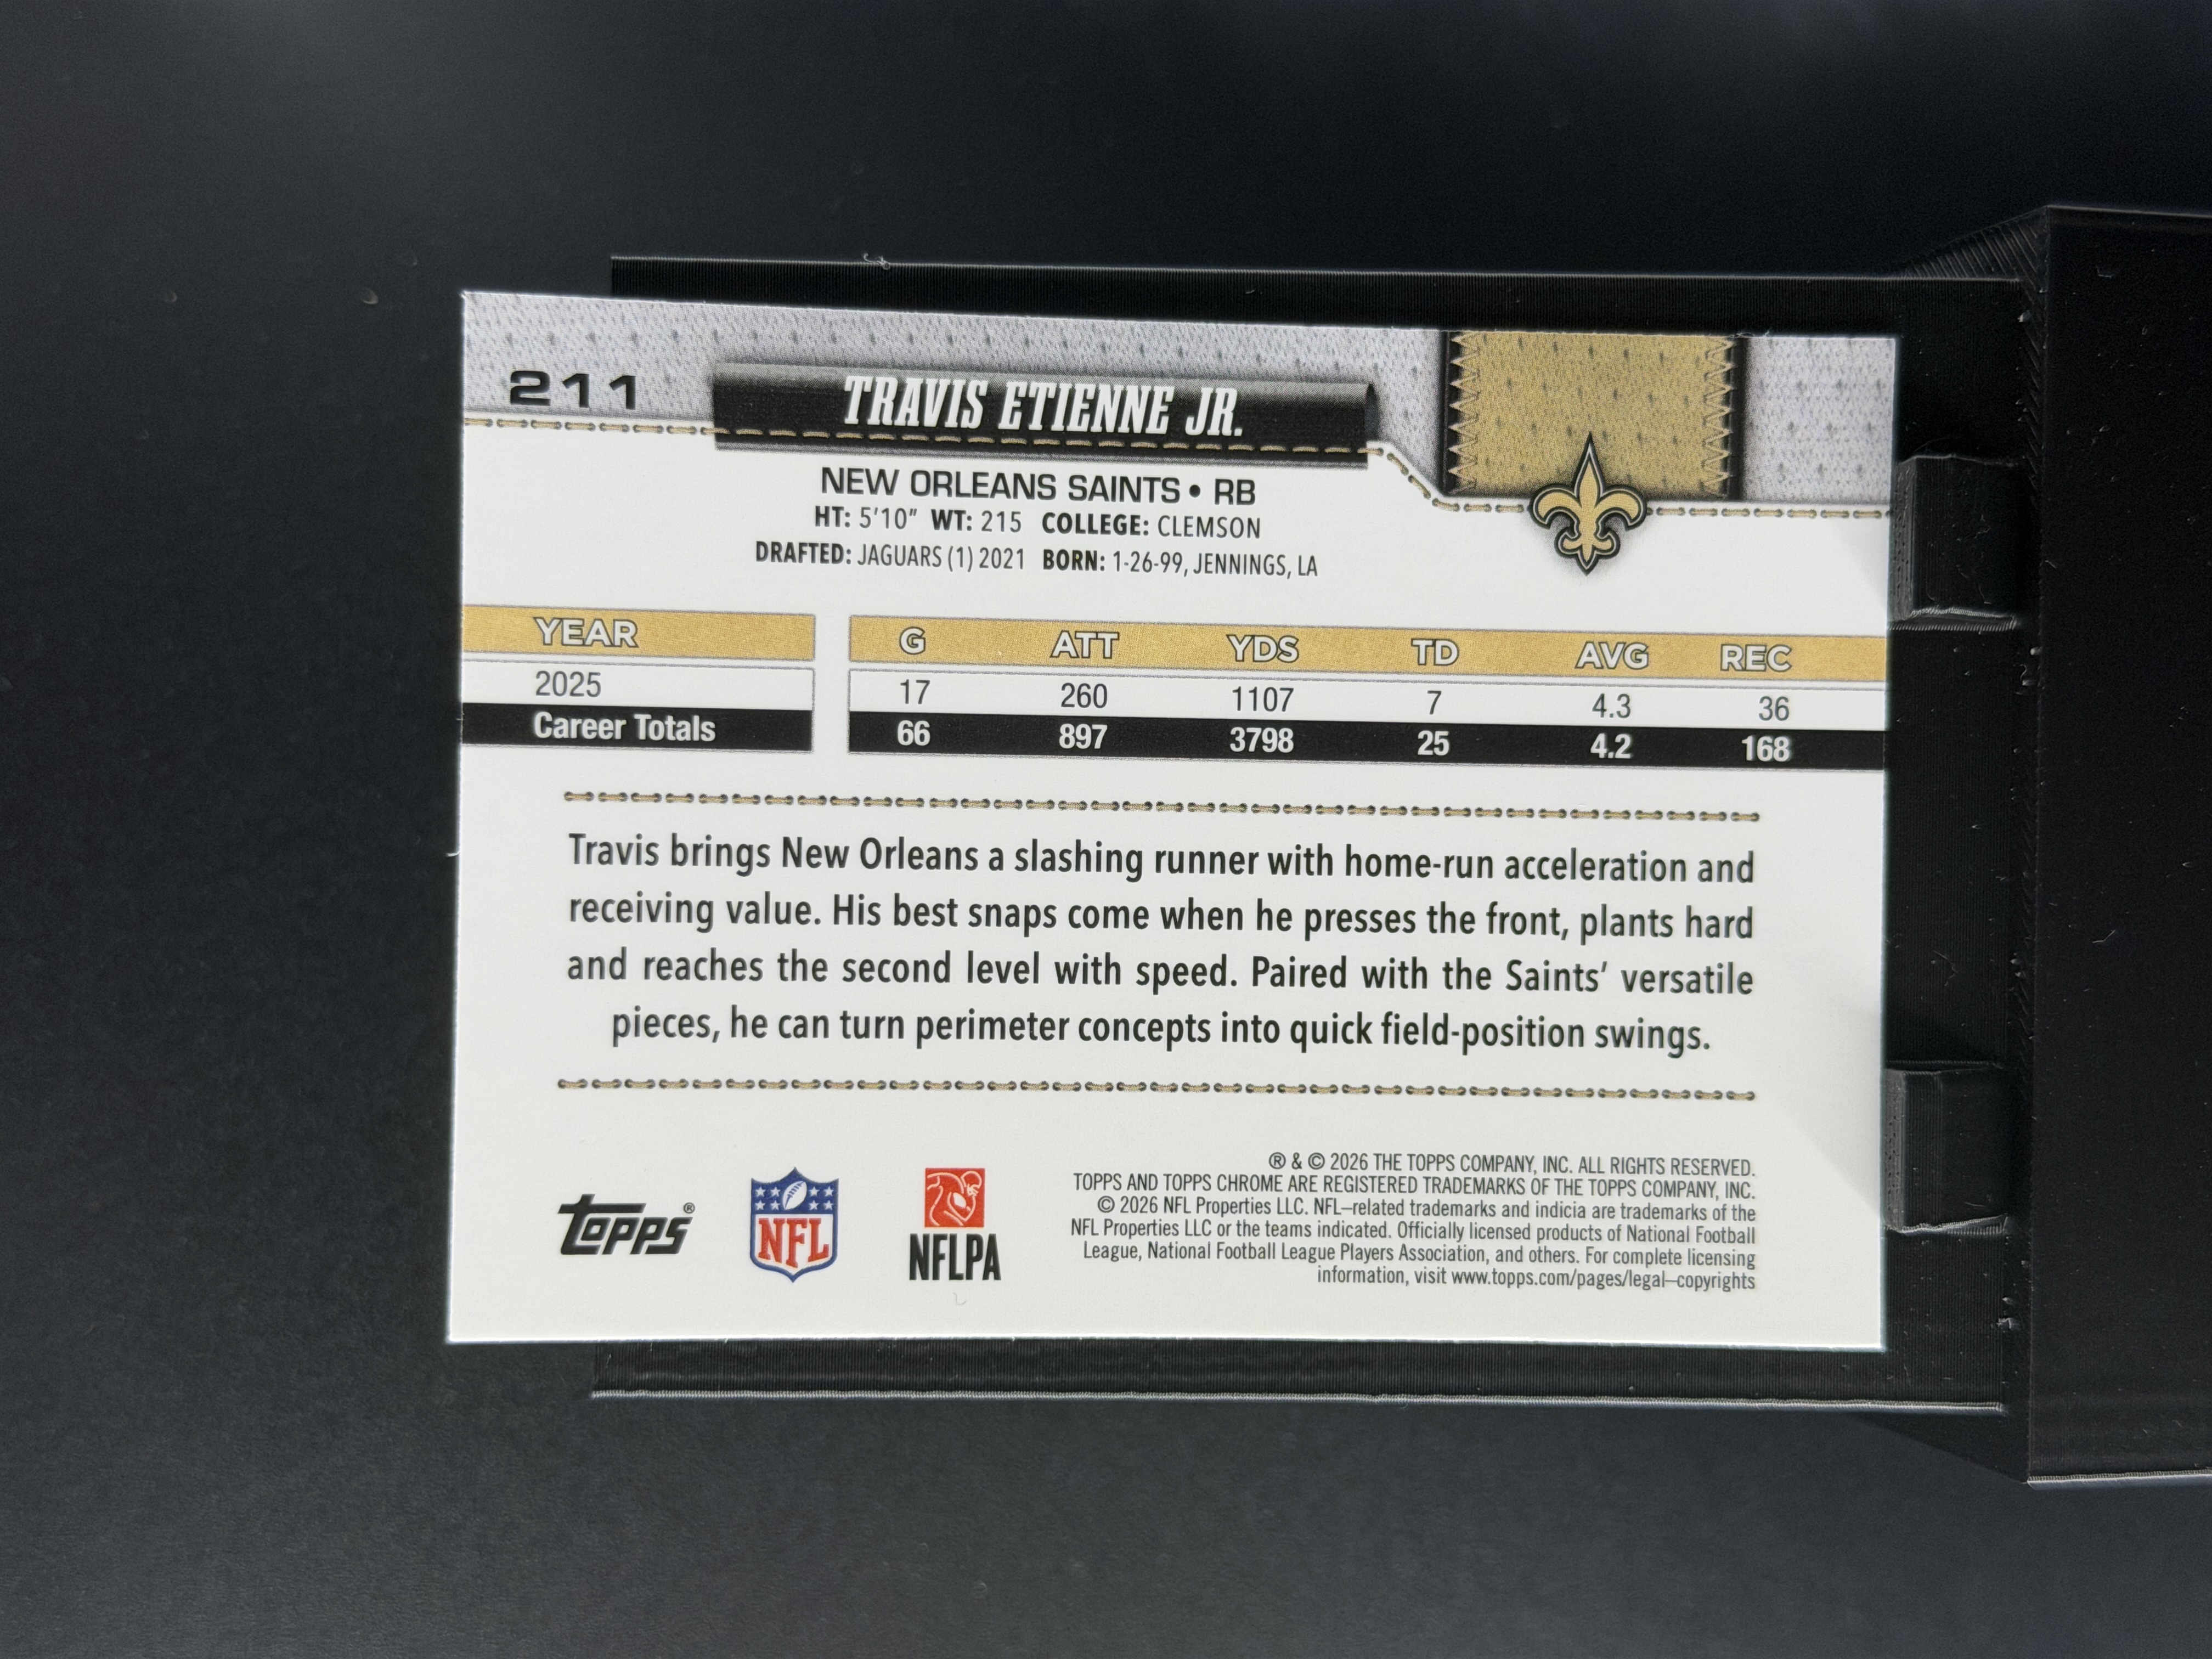 211
TRAVIS ETIENNE JR.
NEW ORLEANS SAINTS • RB
HT: 5'10" WT: 215 COLLEGE: CLEMSON
DRAFTED: JAGUARS (1) 2021 BORN: 1-26-99, JENNINGS, LA
YEAR G ATT YDS TD AVG REC
2025 17 260 1107 7 4.3 36
Career Totals 66 897 3798 25 4.2 168
Travis brings New Orleans a slashing runner with home-run acceleration and
receiving value. His best snaps come when he presses the front, plants hard
and reaches the second level with speed. Paired with the Saints' versatile
pieces, he can turn perimeter concepts into quick field-position swings.
topps®
NFL
NFLPA
® & © 2026 THE TOPPS COMPANY, INC. ALL RIGHTS RESERVED.
TOPPS AND TOPPS CHROME ARE REGISTERED TRADEMARKS OF THE TOPPS COMPANY, INC.
© 2026 NFL Properties LLC. NFL–related trademarks and indicia are trademarks of the
NFL Properties LLC or the teams indicated. Officially licensed products of National Football
League, National Football League Players Association, and others. For complete licensing
information, visit www.topps.com/pages/legal–copyrights